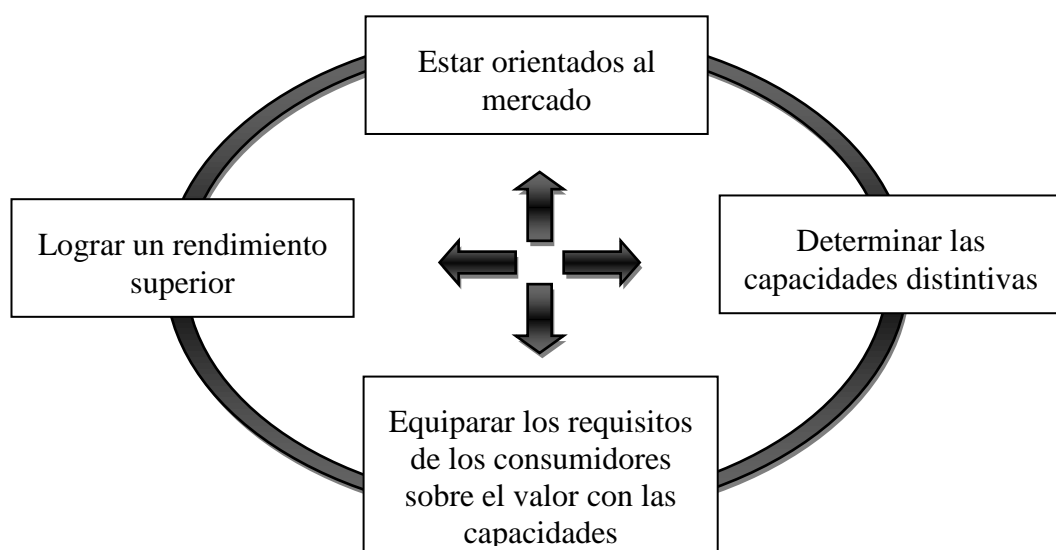 Estar orientados al
mercado
Lograr un rendimiento
superior
Determinar las
capacidades distintivas
Equiparar los requisitos
de los consumidores
sobre el valor con las
capacidades